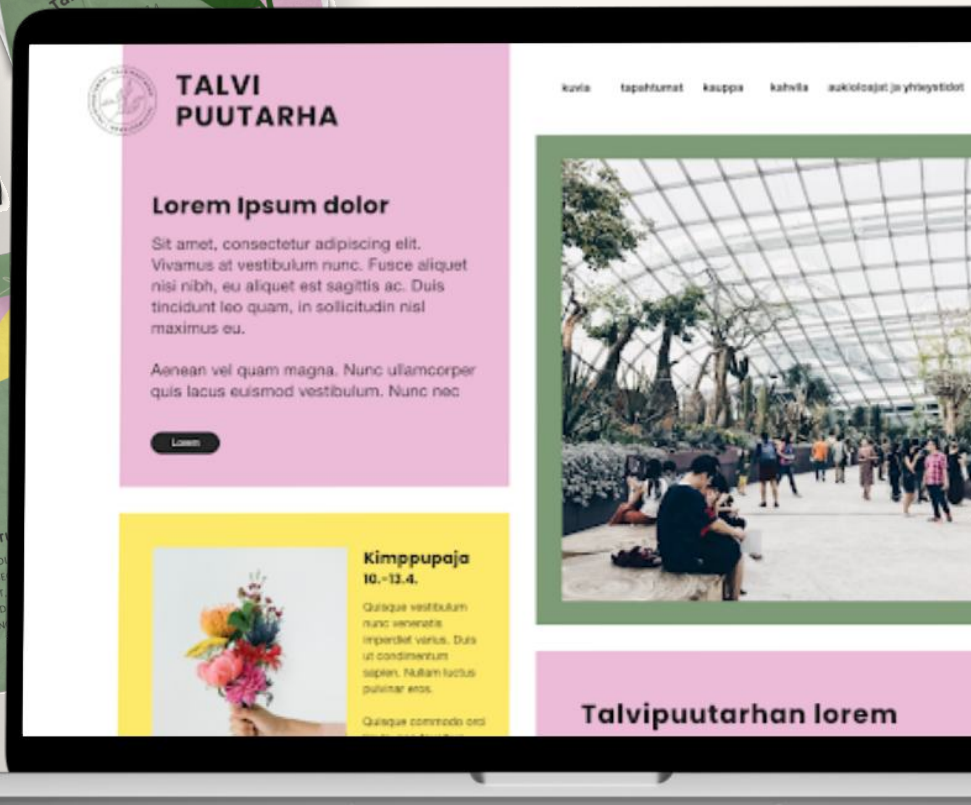 TALVI
PUUTARHA
kuvia tapahtumat kauppa kahvila aukioloajat ja yhteystidot
Lorem Ipsum dolor
Sit amet, consectetur adipiscing elit.
Vivamus at vestibulum nunc. Fusce aliquet
nisi nibh, eu aliquet est sagittis ac. Duis
tincidunt leo quam, in sollicitudin nisl
maximus eu.
Aenean vel quam magna. Nunc ullamcorper
quis lacus euismod vestibulum. Nunc nec
Lorem
Kimppupaja
10.-13.4.
Quisque vestibulum
nunc venenatis
imperdiet varius. Duis
ut condimentum
sapien. Nullam luctus
pulvinar eros.
Quisque commodo orci
Talvipuutarhan lorem